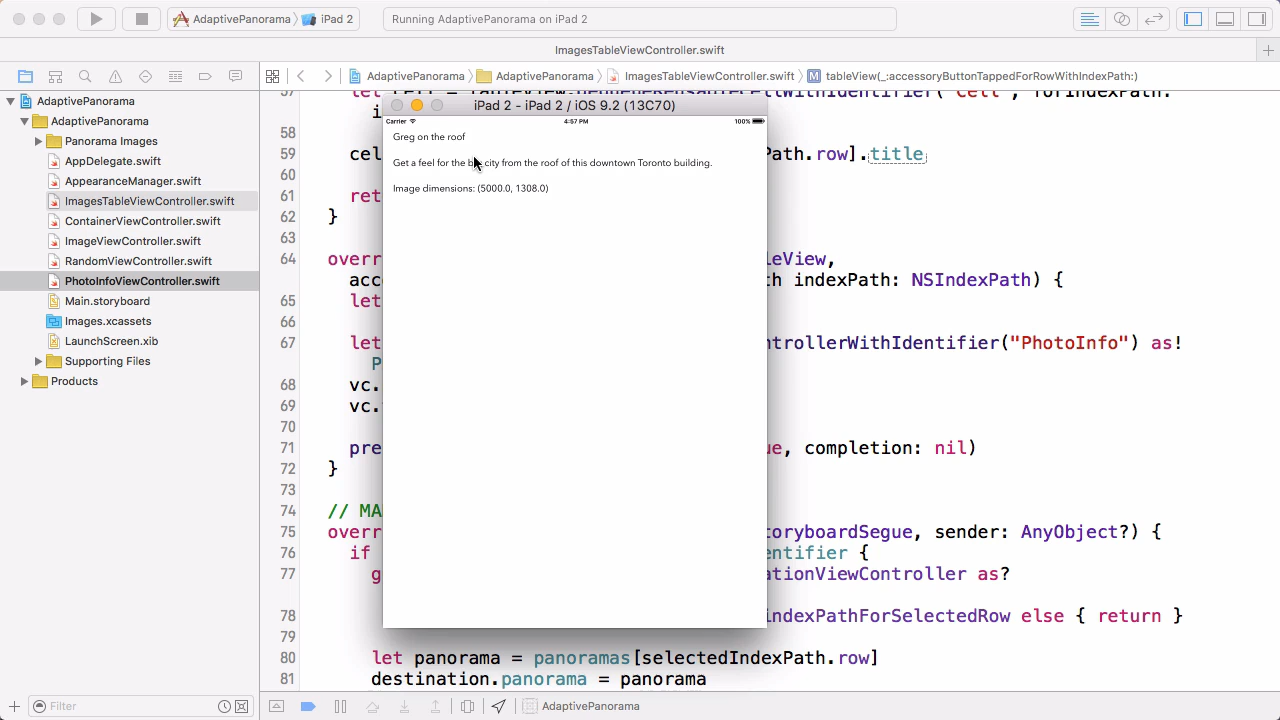 AdaptivePanorama
iPad 2
Running AdaptivePanorama on iPad 2
ImagesTableViewController.swift
AdaptivePanorama
AdaptivePanorama
ImagesTableViewController.swift
tableView(_:accessoryButtonTappedForRowWithIndexPath:)
AdaptivePanorama
AdaptivePanorama
Panorama Images
AppDelegate.swift
AppearanceManager.swift
ImagesTableViewController.swift
ContainerViewController.swift
ImageViewController.swift
RandomViewController.swift
PhotoInfoViewController.swift
Main.storyboard
Images.xcassets
LaunchScreen.xib
Supporting Files
Products
Filter
iPad 2 - iPad 2 / iOS 9.2 (13C70)
Carrier
4:57 PM
100%
Greg on the roof
Get a feel for the city from the roof of this downtown Toronto building.
Image dimensions: (5000.0, 1308.0)
58
59 cel Path.row].title
60
61 ret
62 }
63
64 overr leView,
acc h indexPath: NSIndexPath) {
65 let
66
67 let ntrollerWithIdentifier("PhotoInfo") as!
P
68 vc.
69 vc.
70
71 pre ue, completion: nil)
72 }
73
74 // MA
75 overr toryboardSegue, sender: AnyObject?) {
76 if entifier {
77 g ationViewController as?
78 indexPathForSelectedRow else { return }
79
80 let panorama = panoramas[selectedIndexPath.row]
81 destination.panorama = panorama
AdaptivePanorama